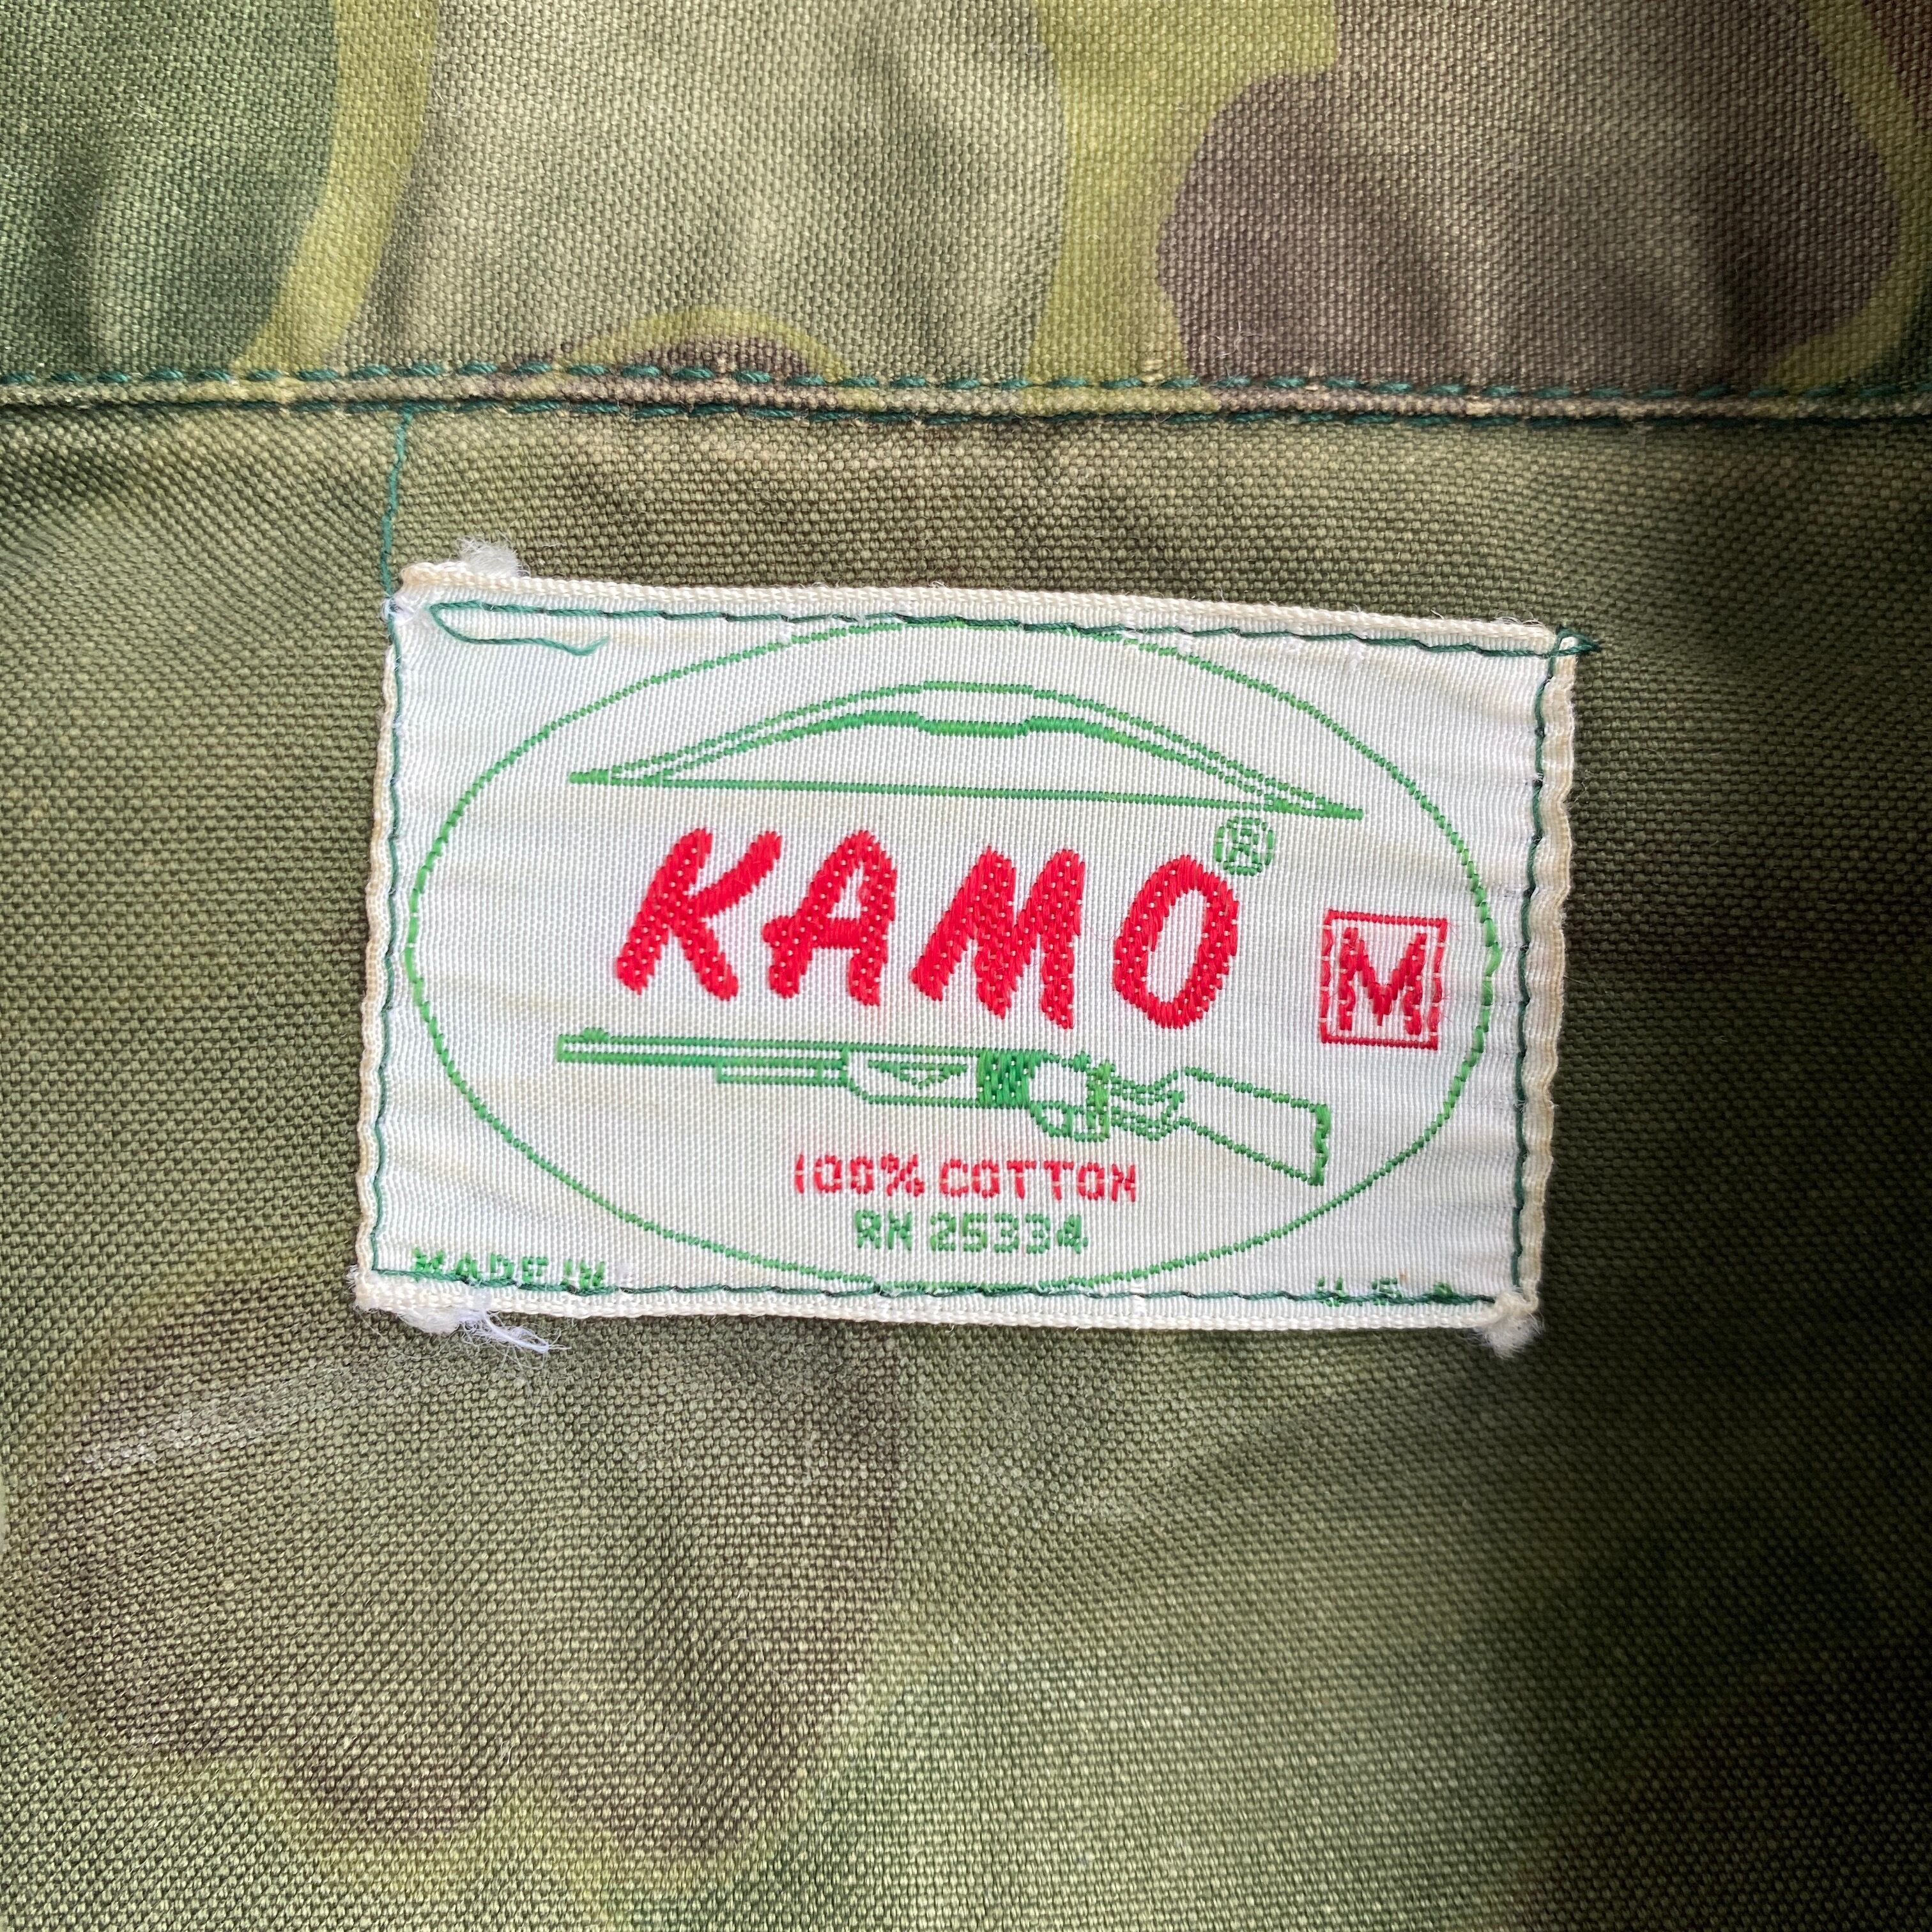 KAMO®
M
100% COTTON
RN 25334
MADE IN U.S.A